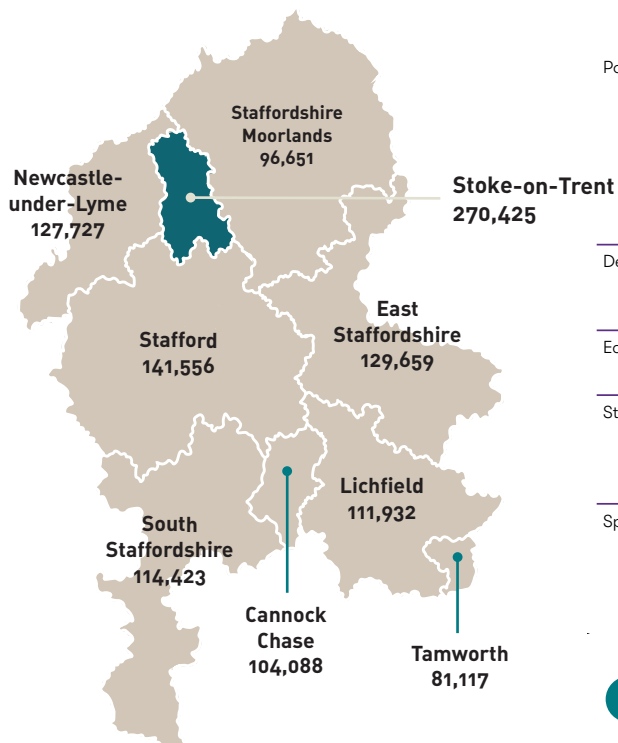 Staffordshire
Moorlands
96,651
Newcastle-
under-Lyme
127,727
Stoke-on-Trent
270,425
East
Staffordshire
129,659
Stafford
141,556
Lichfield
111,932
South
Staffordshire
114,423
Cannock
Chase
104,088
Tamworth
81,117